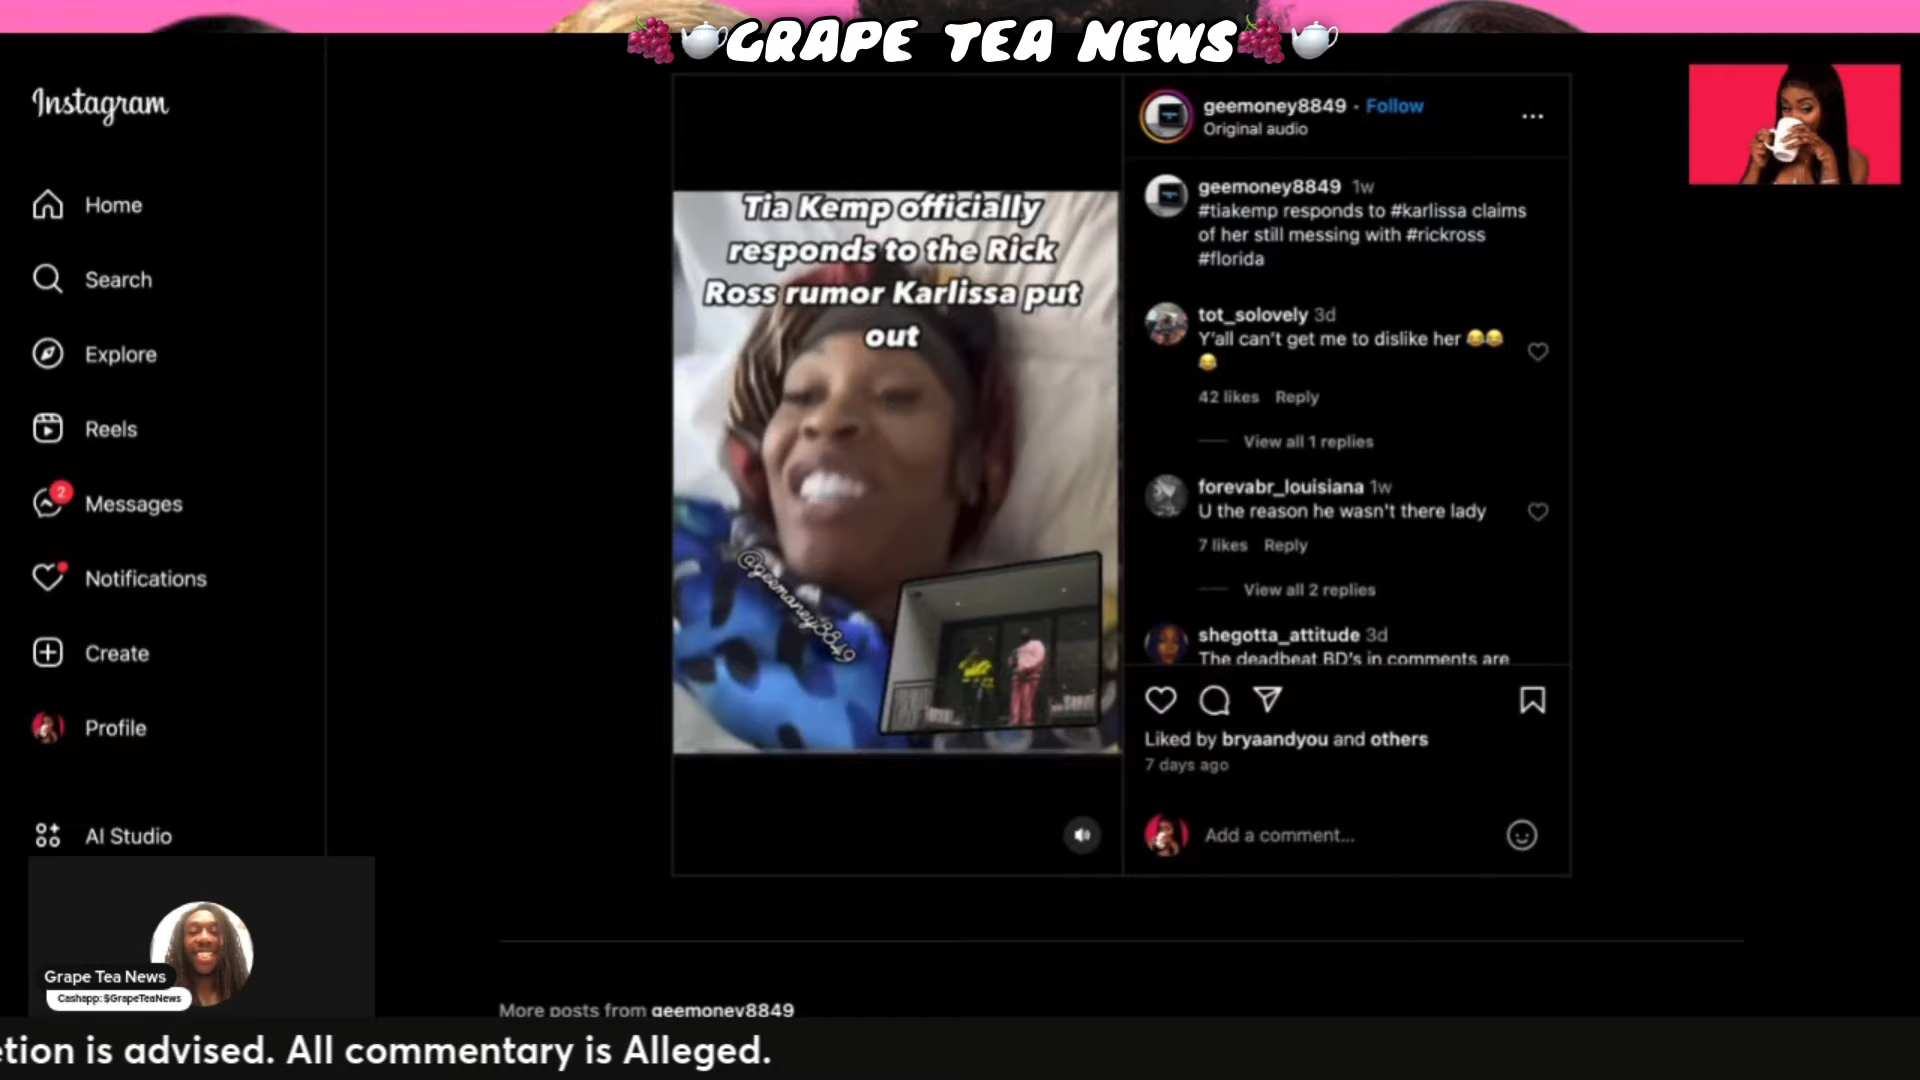 GRAPE TEA NEWS
Instagram
Home
Search
Explore
Reels
2
Messages
Notifications
Create
Profile
AI Studio
Tia Kemp officially
responds to the Rick
Ross rumor Karlissa put
out
@geemoney8849
geemoney8849 • Follow
Original audio
geemoney8849 1w
#tiakemp responds to #karlissa claims
of her still messing with #rickross
#florida
tot_solovely 3d
Y'all can't get me to dislike her 😂😂
😂
42 likes Reply
View all 1 replies
forevabr_louisiana 1w
U the reason he wasn't there lady
7 likes Reply
View all 2 replies
shegotta_attitude 3d
The deadbeat BD's in comments are
Liked by bryaandyou and others
7 days ago
Add a comment...
More posts from geemoney8849
Grape Tea News
Cashapp: $GrapeTeaNews
etion is advised. All commentary is Alleged.